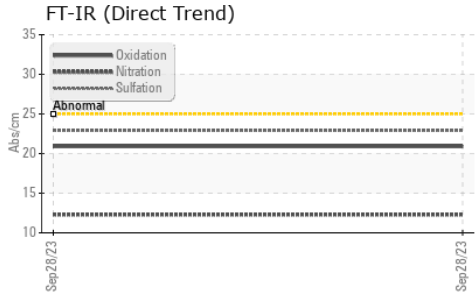 FT-IR (Direct Trend)
35
30
25
20
15
10
Abs/cm
Oxidation
Nitration
Sulfation
Abnormal
Sep28/23
Sep28/23